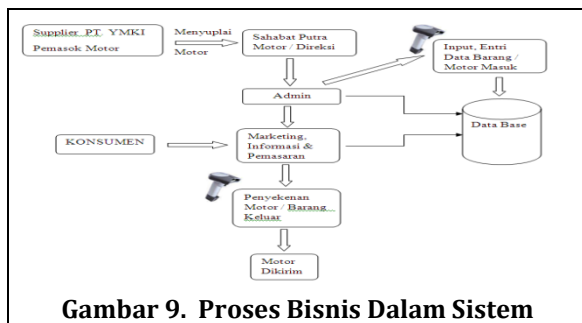 Supplier PT. YMKI
Pemasok Motor
Menyuplai
Motor
Sahabat Putra
Motor / Direksi
Input, Entri
Data Barang /
Motor Masuk
Admin
Data Base
KONSUMEN
Marketing,
Informasi &
Pemasaran
Penyekenan
Motor / Barang
Keluar
Motor
Dikirim
Gambar 9. Proses Bisnis Dalam Sistem